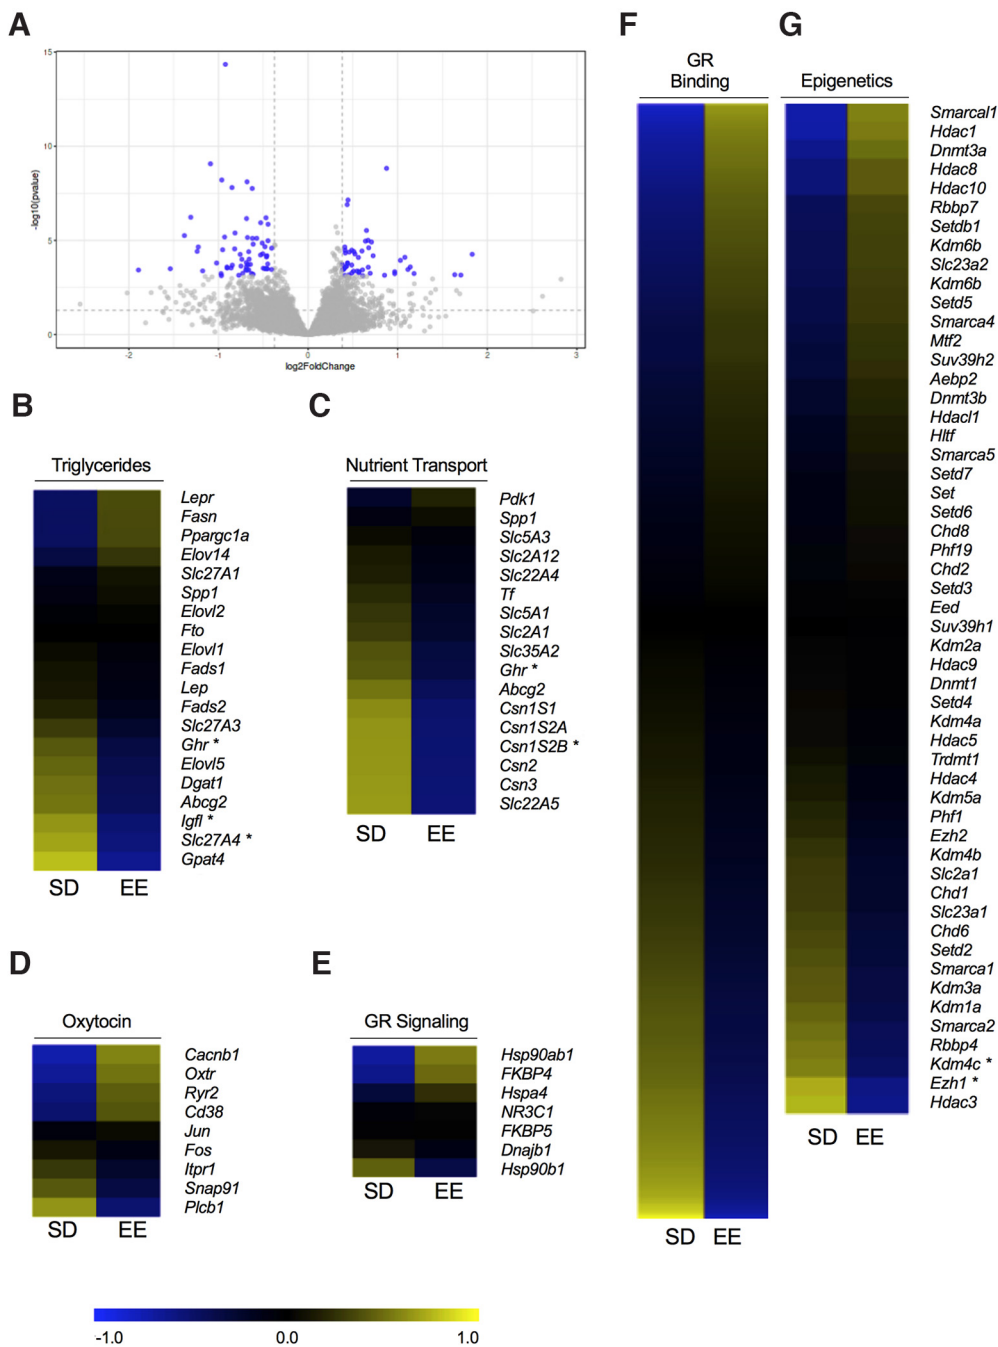 A
15
10
5
0
-log10(pvalue)
-2
-1
0
1
2
3
log2FoldChange
B
Triglycerides
Lepr
Fasn
Ppargc1a
Elov14
Slc27A1
Spp1
Elovl2
Fto
Elovl1
Fads1
Lep
Fads2
Slc27A3
Ghr *
Elovl5
Dgat1
Abcg2
Igfl *
Slc27A4 *
Gpat4
SD EE
C
Nutrient Transport
Pdk1
Spp1
Slc5A3
Slc2A12
Slc22A4
Tf
Slc5A1
Slc2A1
Slc35A2
Ghr *
Abcg2
Csn1S1
Csn1S2A
Csn1S2B *
Csn2
Csn3
Slc22A5
SD EE
D
Oxytocin
Cacnb1
Oxtr
Ryr2
Cd38
Jun
Fos
Itpr1
Snap91
Plcb1
SD EE
E
GR Signaling
Hsp90ab1
FKBP4
Hspa4
NR3C1
FKBP5
Dnajb1
Hsp90b1
SD EE
F
GR
Binding
SD EE
G
Epigenetics
Smarcal1
Hdac1
Dnmt3a
Hdac8
Hdac10
Rbbp7
Setdb1
Kdm6b
Slc23a2
Kdm6b
Setd5
Smarca4
Mtf2
Suv39h2
Aebp2
Dnmt3b
Hdacl1
Hltf
Smarca5
Setd7
Set
Setd6
Chd8
Phf19
Chd2
Setd3
Eed
Suv39h1
Kdm2a
Hdac9
Dnmt1
Setd4
Kdm4a
Hdac5
Trdmt1
Hdac4
Kdm5a
Phf1
Ezh2
Kdm4b
Slc2a1
Chd1
Slc23a1
Chd6
Setd2
Smarca1
Kdm3a
Kdm1a
Smarca2
Rbbp4
Kdm4c *
Ezh1 *
Hdac3
SD EE
-1.0 0.0 1.0